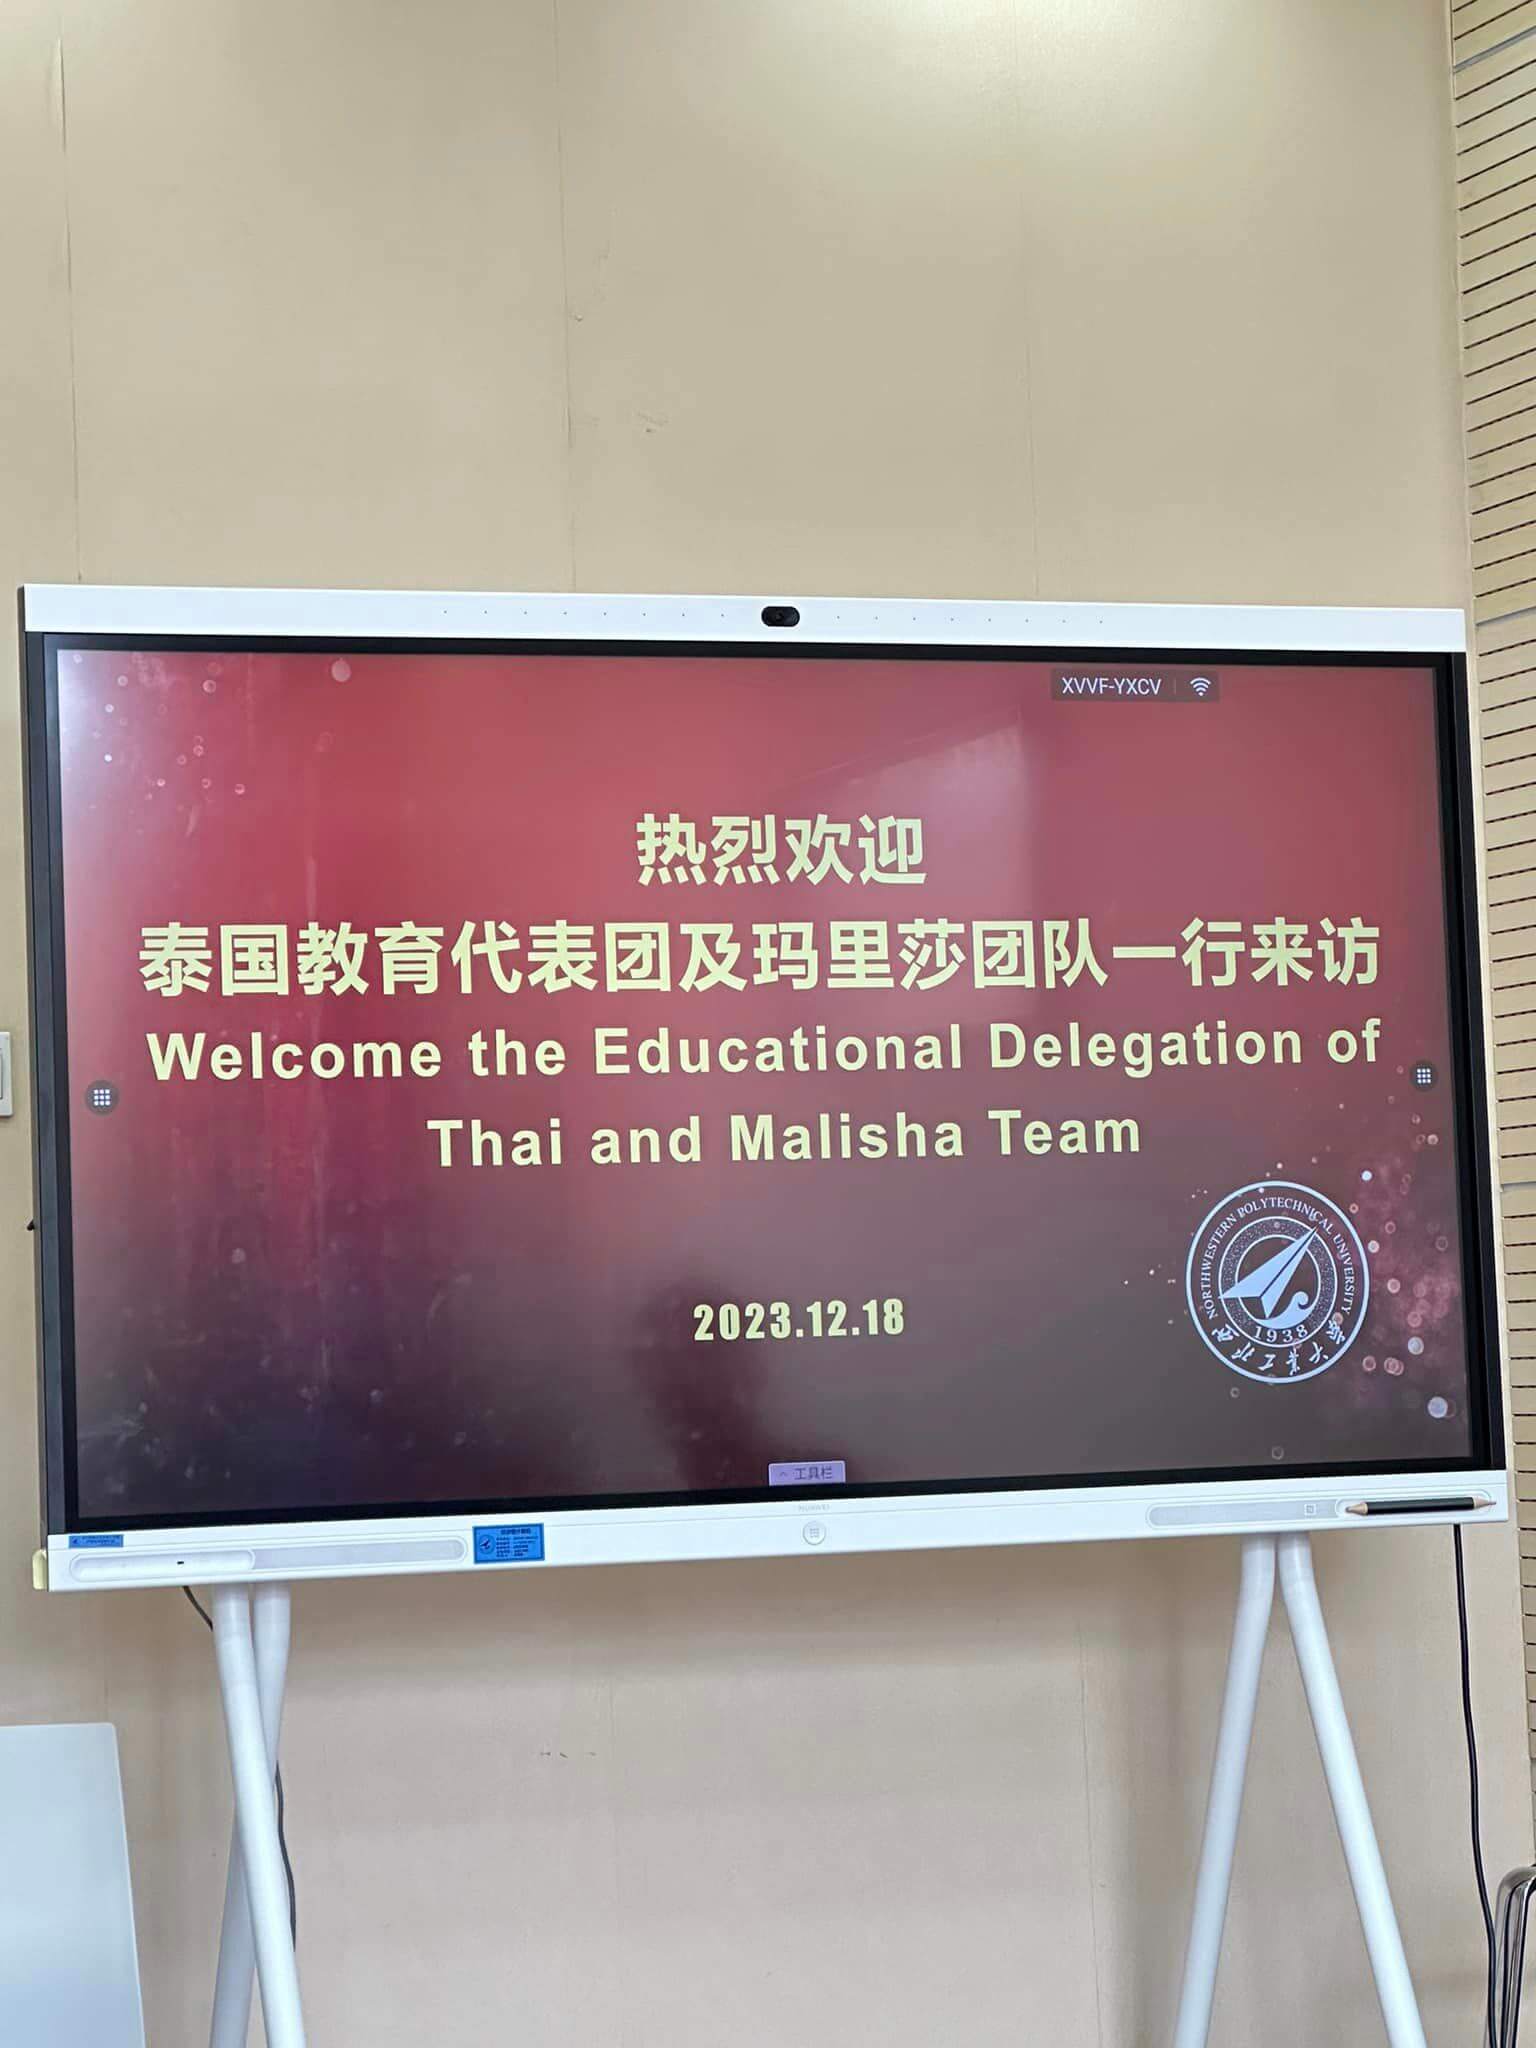 XVVF-YXCV
热烈欢迎
泰国教育代表团及玛里莎团队一行来访
Welcome the Educational Delegation of
Thai and Malisha Team
2023.12.18
NORTHWESTERN POLYTECHNICAL UNIVERSITY
1938
西北工业大学
工具栏
HUAWEI